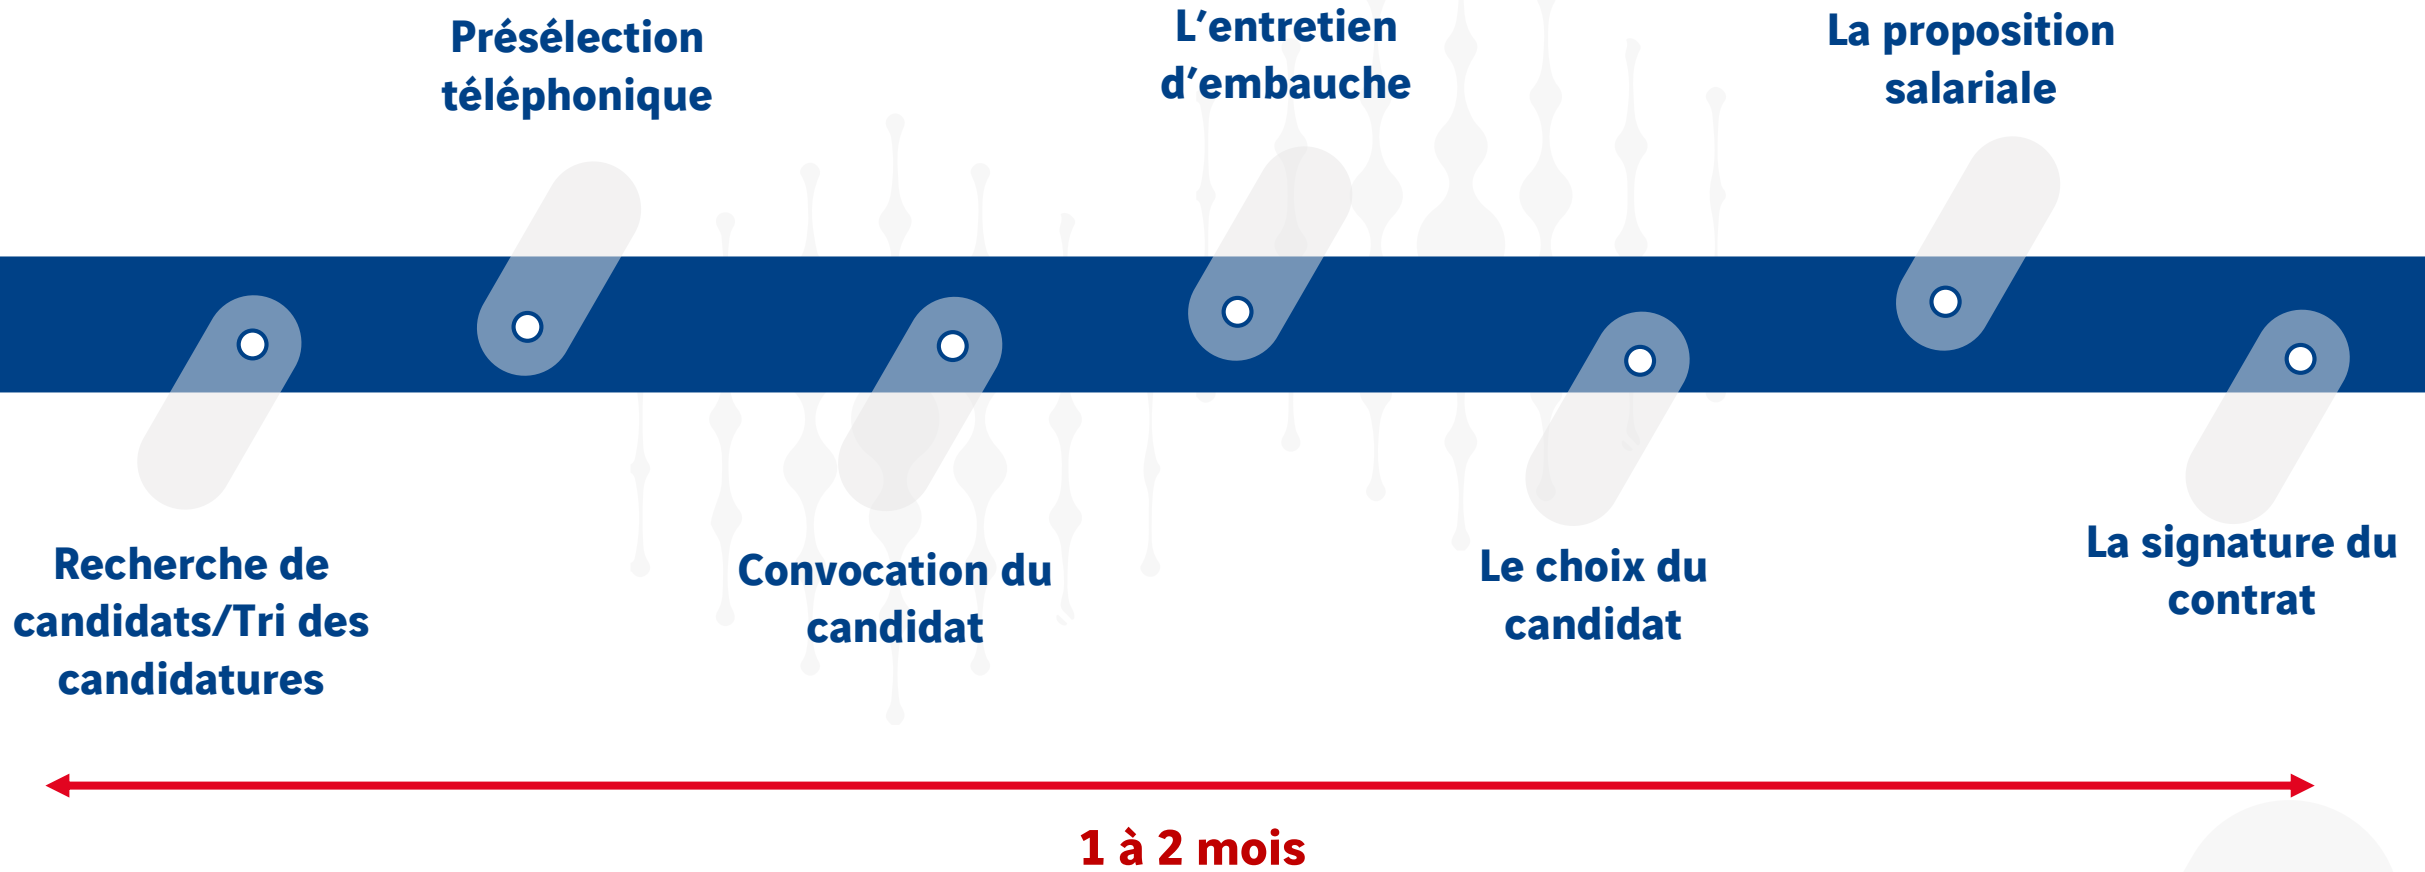 Présélection
téléphonique
L’entretien
d’embauche
La proposition
salariale
Recherche de
candidats/Tri des
candidatures
Convocation du
candidat
Le choix du
candidat
La signature du
contrat
1 à 2 mois